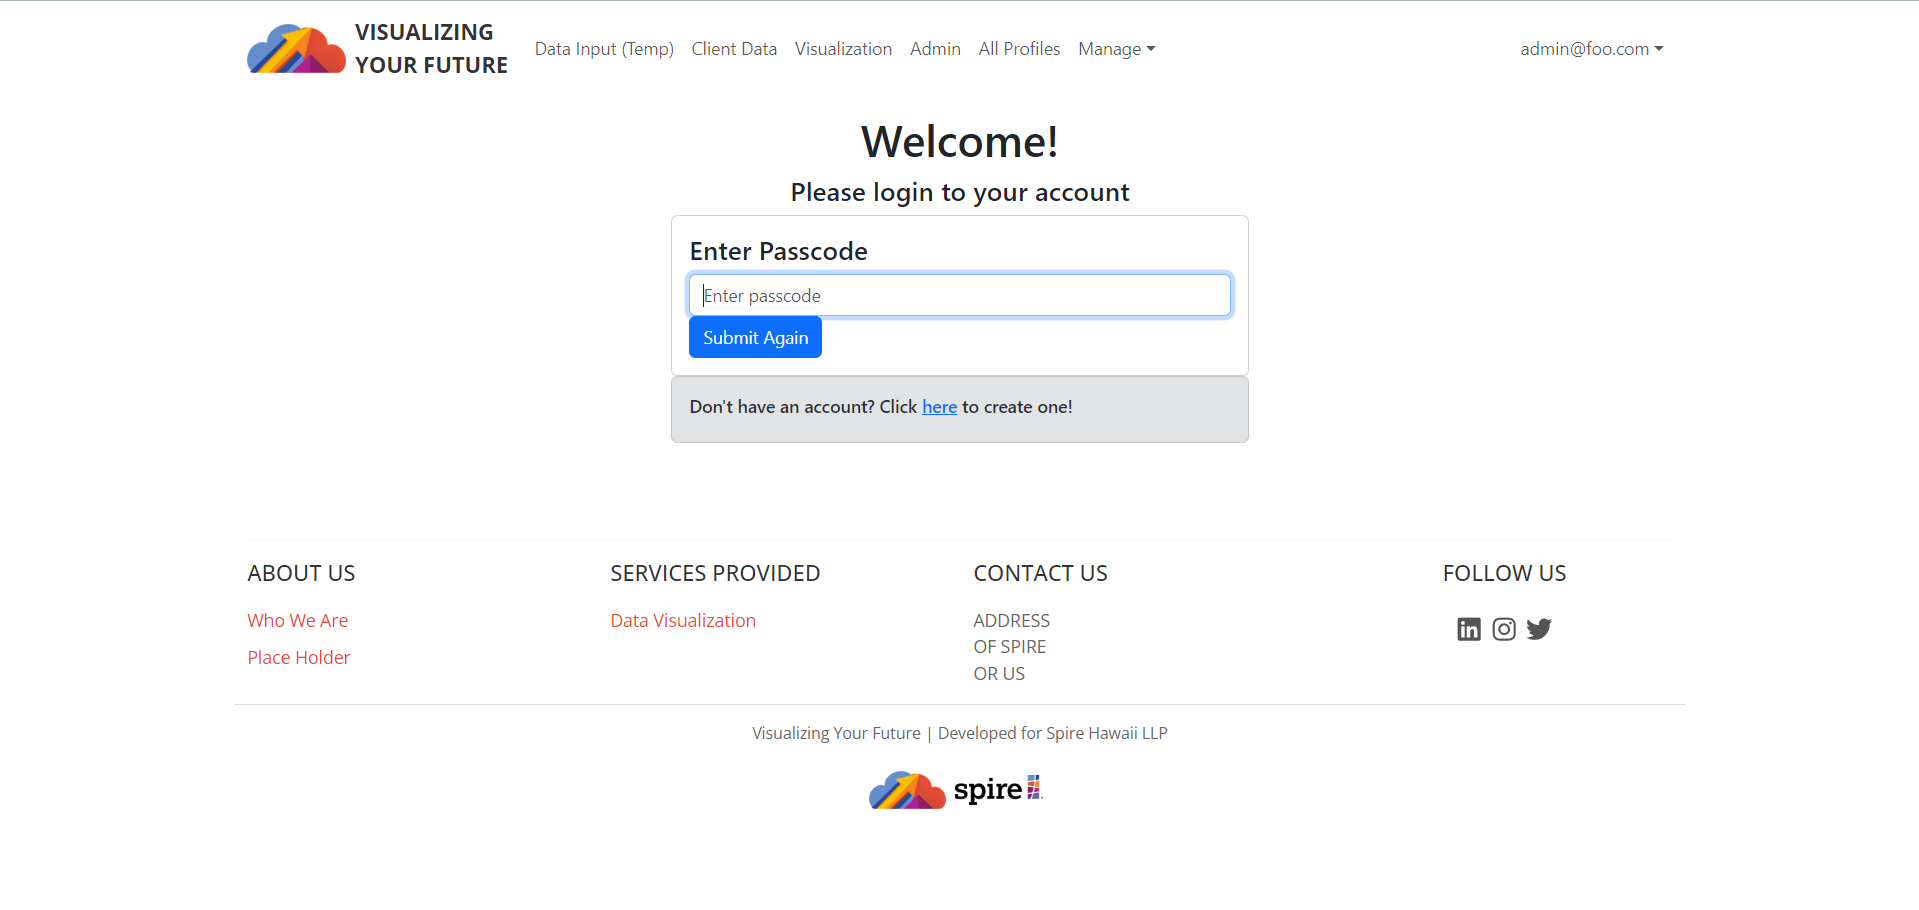 VISUALIZING
YOUR FUTURE
Data Input (Temp) Client Data Visualization Admin All Profiles Manage admin@foo.com
Welcome!
Please login to your account
Enter Passcode
Enter passcode
Submit Again
Don't have an account? Click here to create one!
ABOUT US
Who We Are
Place Holder
SERVICES PROVIDED
Data Visualization
CONTACT US
ADDRESS
OF SPIRE
OR US
FOLLOW US
in
Visualizing Your Future | Developed for Spire Hawaii LLP
spire